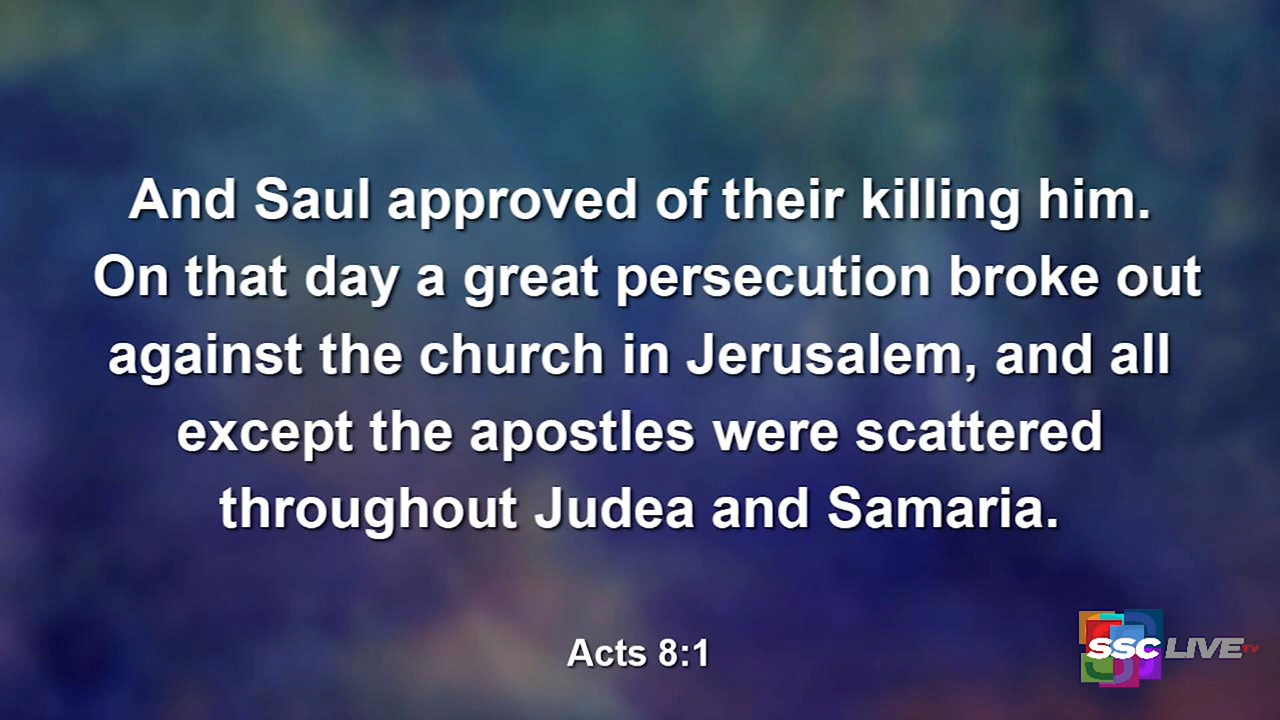 And Saul approved of their killing him.
On that day a great persecution broke out
against the church in Jerusalem, and all
except the apostles were scattered
throughout Judea and Samaria.
Acts 8:1
SSC LIVE TV